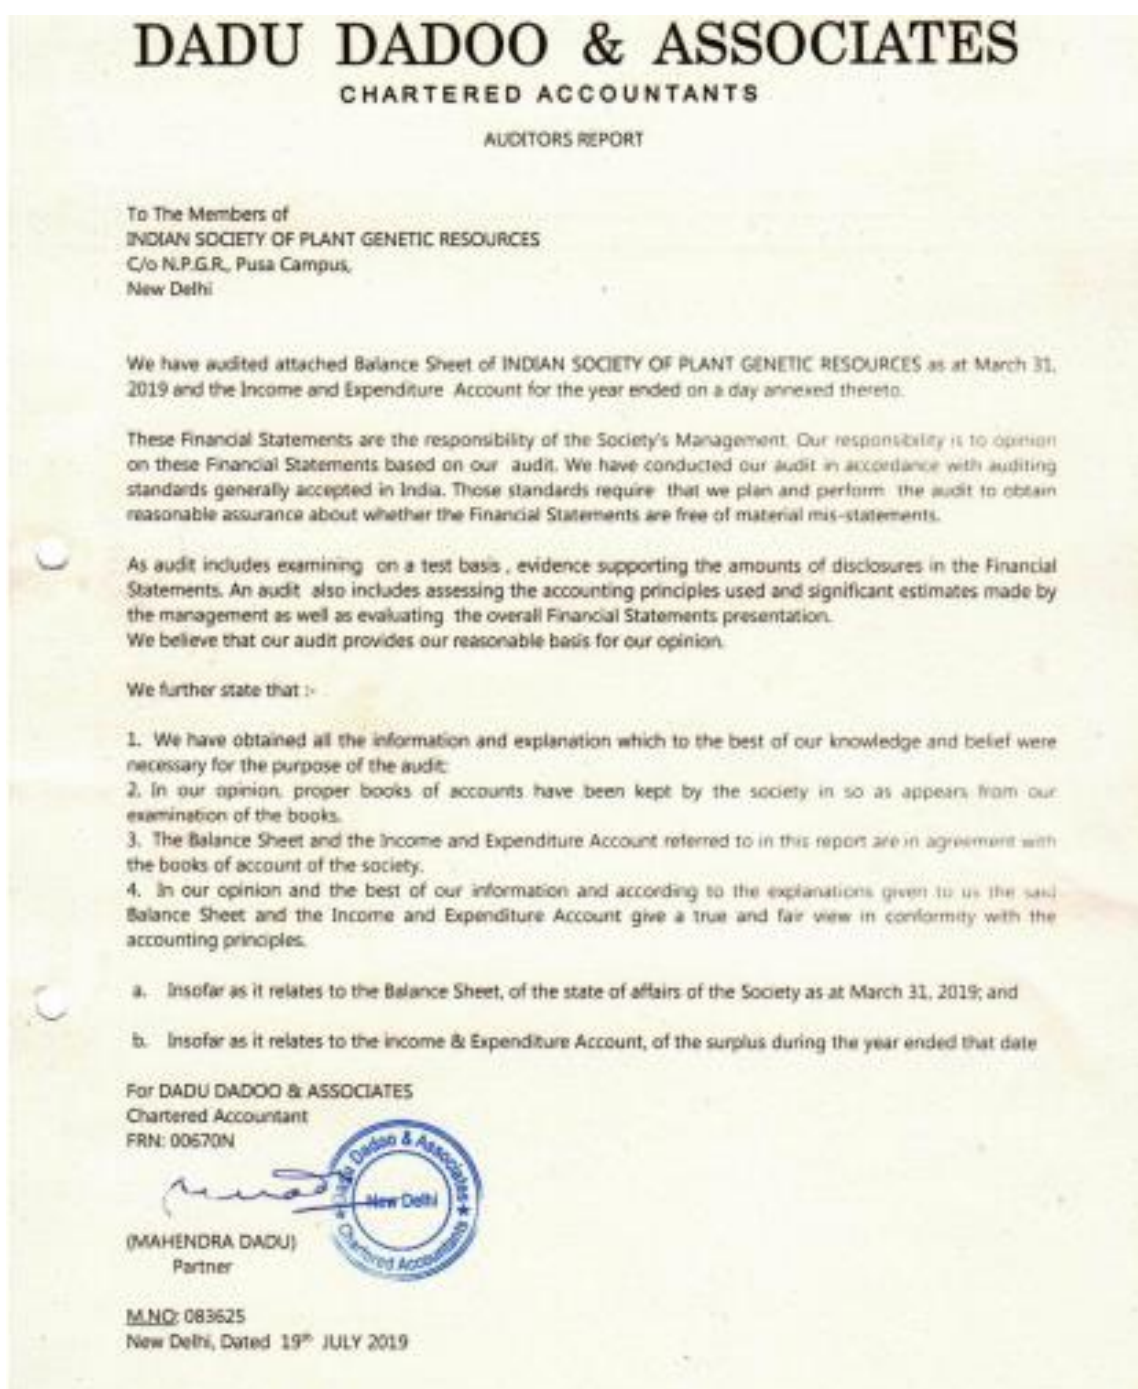 DADU DADOO & ASSOCIATES
CHARTERED ACCOUNTANTS
AUDITORS REPORT
To The Members of
INDIAN SOCIETY OF PLANT GENETIC RESOURCES
C/o N.P.G.R., Pusa Campus,
New Delhi
We have audited attached Balance Sheet of INDIAN SOCIETY OF PLANT GENETIC RESOURCES as at March 31,
2019 and the Income and Expenditure Account for the year ended on a day annexed thereto.
These Financial Statements are the responsibility of the Society's Management. Our responsibility is to opinion
on these Financial Statements based on our audit. We have conducted our audit in accordance with auditing
standards generally accepted in India. Those standards require that we plan and perform the audit to obtain
reasonable assurance about whether the Financial Statements are free of material mis-statements.
As audit includes examining on a test basis , evidence supporting the amounts of disclosures in the Financial
Statements. An audit also includes assessing the accounting principles used and significant estimates made by
the management as well as evaluating the overall Financial Statements presentation.
We believe that our audit provides our reasonable basis for our opinion.
We further state that :-
1. We have obtained all the information and explanation which to the best of our knowledge and belief were
necessary for the purpose of the audit;
2. In our opinion, proper books of accounts have been kept by the society in so as appears from our
examination of the books.
3. The Balance Sheet and the Income and Expenditure Account referred to in this report are in agreement with
the books of account of the society.
4. In our opinion and the best of our information and according to the explanations given to us the said
Balance Sheet and the Income and Expenditure Account give a true and fair view in conformity with the
accounting principles.
a. Insofar as it relates to the Balance Sheet, of the state of affairs of the Society as at March 31, 2019; and
b. Insofar as it relates to the income & Expenditure Account, of the surplus during the year ended that date
For DADU DADOO & ASSOCIATES
Chartered Accountant
FRN: 00670N
Dadu Dadoo & Associates
New Delhi
Chartered Accountants
(MAHENDRA DADU)
Partner
M.NO: 083625
New Delhi, Dated 19th JULY 2019